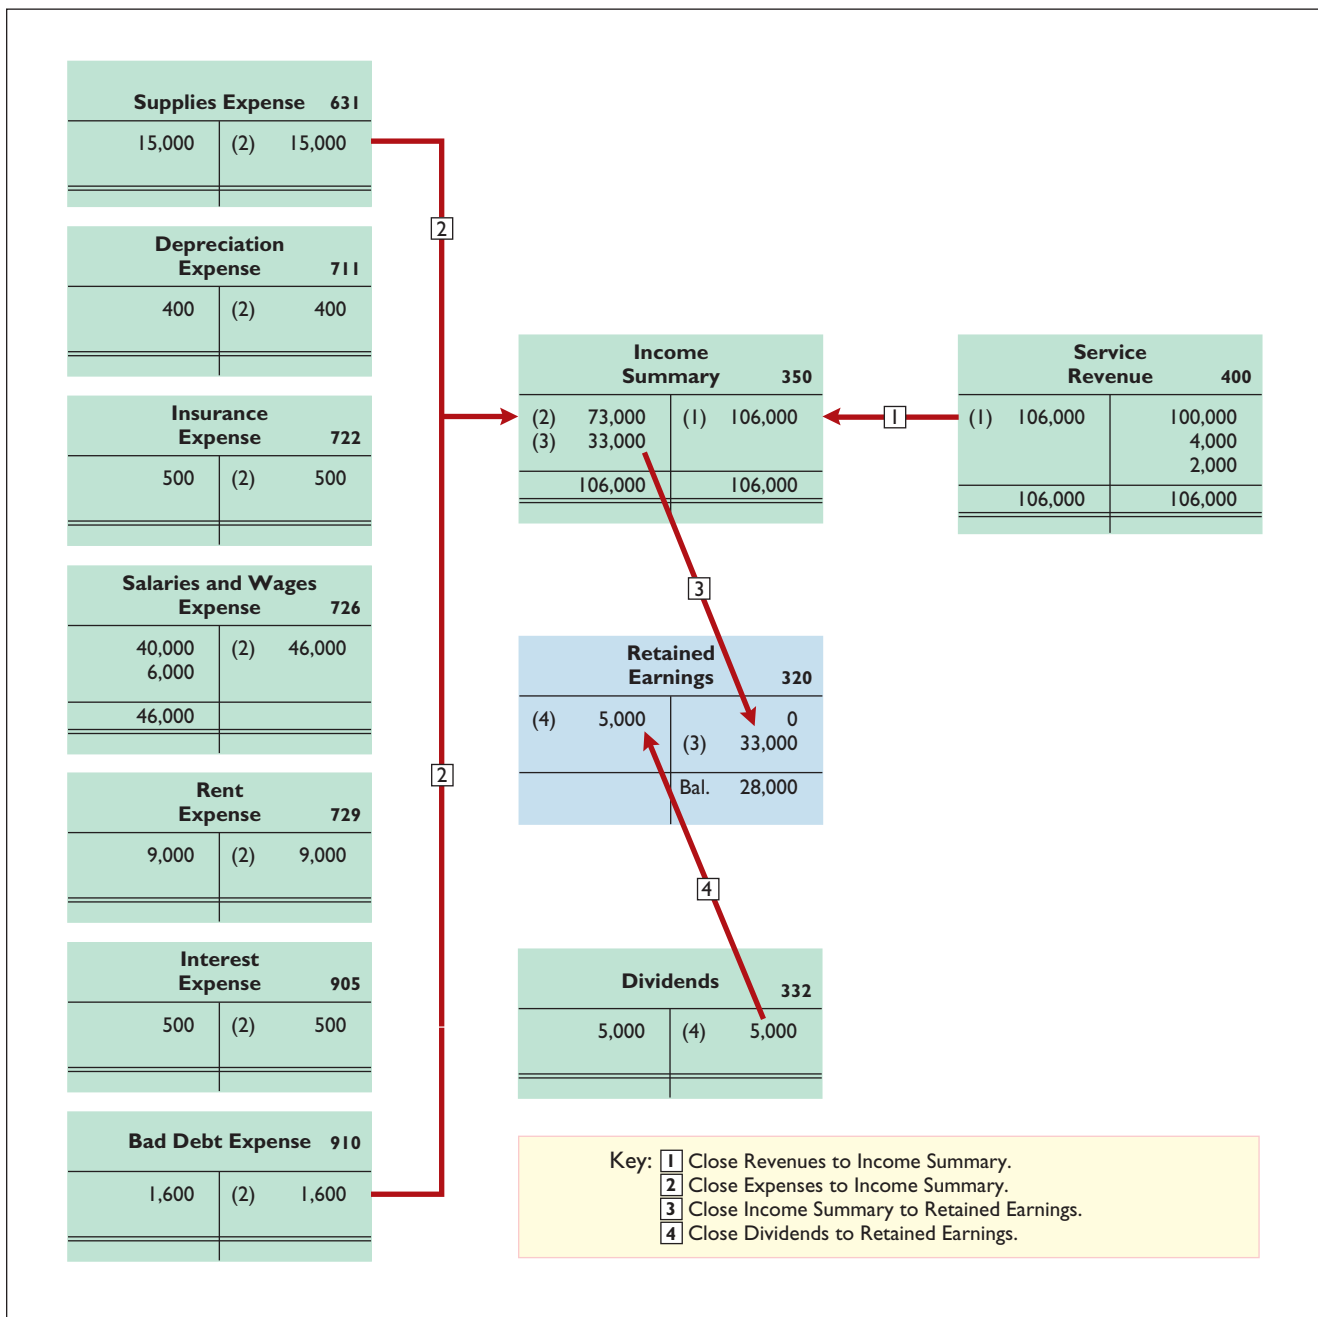 Supplies Expense 631
15,000 (2) 15,000
2
Depreciation
Expense 711
400 (2) 400
Insurance
Expense 722
500 (2) 500
Salaries and Wages
Expense 726
40,000 (2) 46,000
6,000
46,000
2
Rent
Expense 729
9,000 (2) 9,000
Interest
Expense 905
500 (2) 500
Bad Debt Expense 910
1,600 (2) 1,600
Income
Summary 350
(2) 73,000 (1) 106,000
(3) 33,000
106,000 106,000
1
Service
Revenue 400
(1) 106,000 100,000
4,000
2,000
106,000 106,000
3
Retained
Earnings 320
(4) 5,000 0
(3) 33,000
Bal. 28,000
4
Dividends 332
5,000 (4) 5,000
Key: 1 Close Revenues to Income Summary.
2 Close Expenses to Income Summary.
3 Close Income Summary to Retained Earnings.
4 Close Dividends to Retained Earnings.